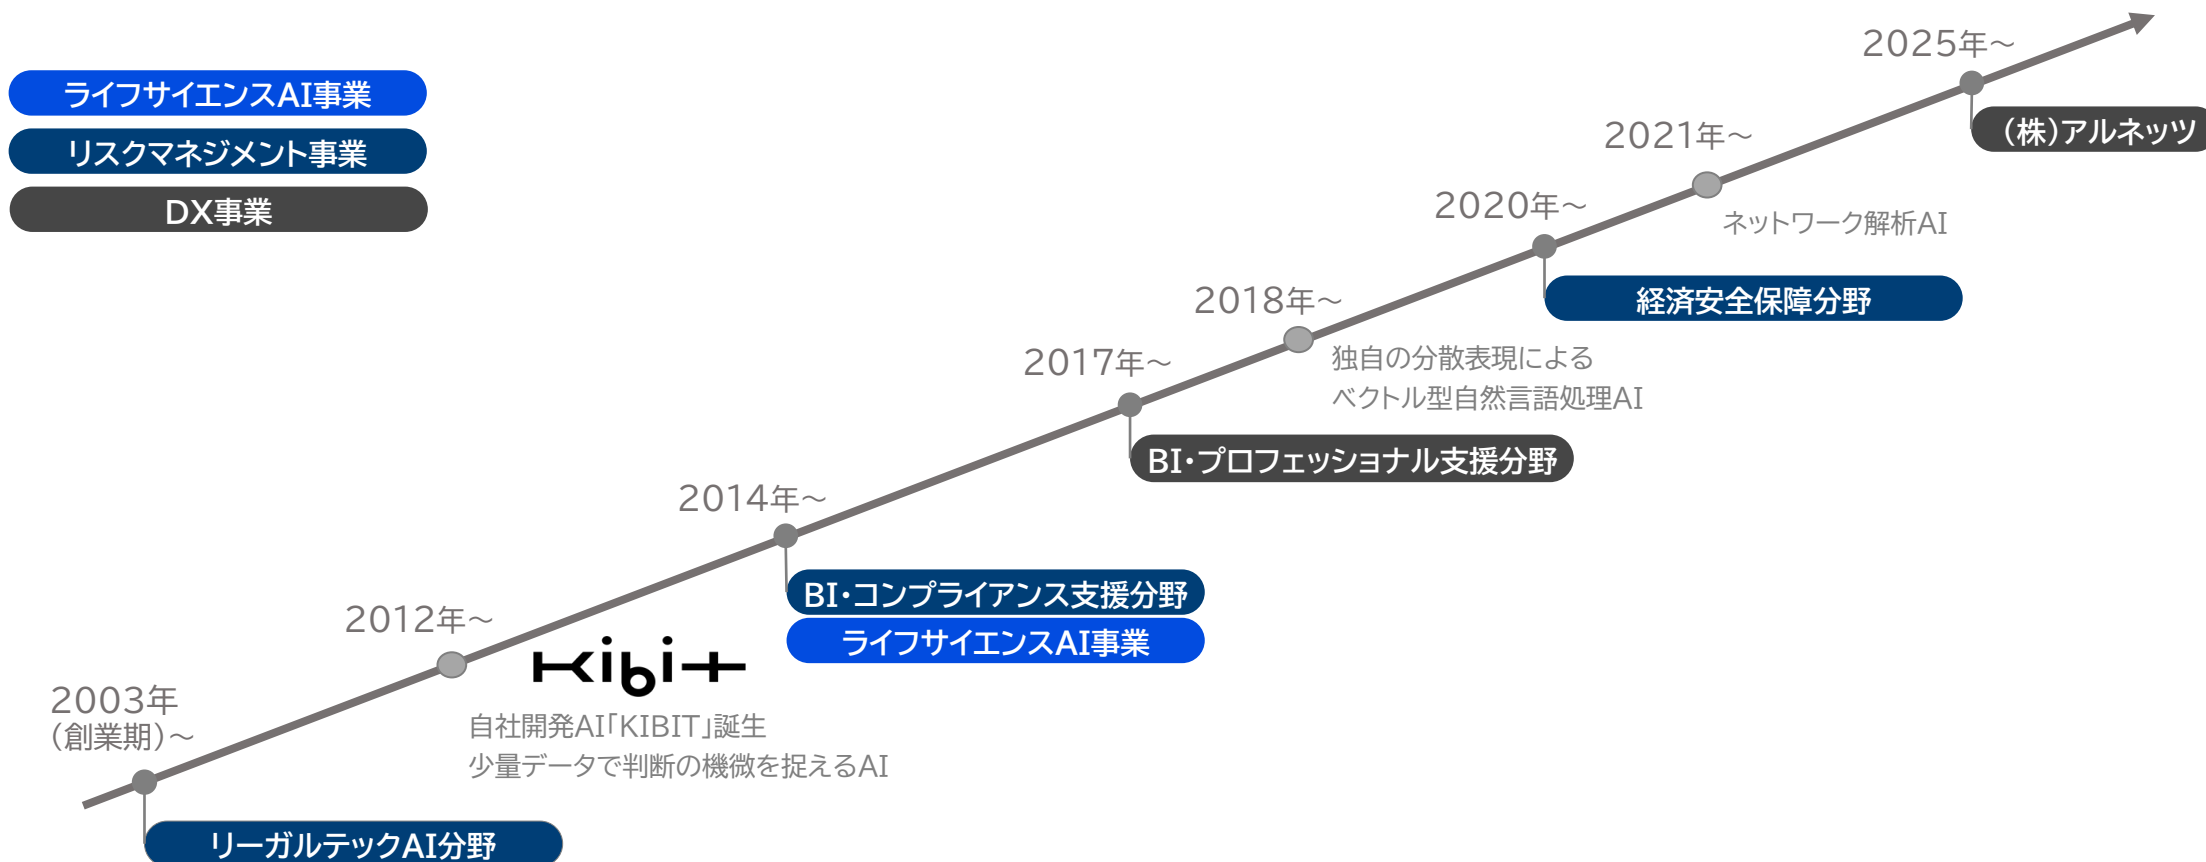 ライフサイエンスAI事業
リスクマネジメント事業
DX事業
2003年
（創業期）～
リーガルテックAI分野
2012年～
KibiT
自社開発AI「KIBIT」誕生
少量データで判断の機微を捉えるAI
2014年～
BI・コンプライアンス支援分野
ライフサイエンスAI事業
2017年～
BI・プロフェッショナル支援分野
2018年～
独自の分散表現による
ベクトル型自然言語処理AI
2020年～
経済安全保障分野
2021年～
ネットワーク解析AI
2025年～
（株）アルネッツ